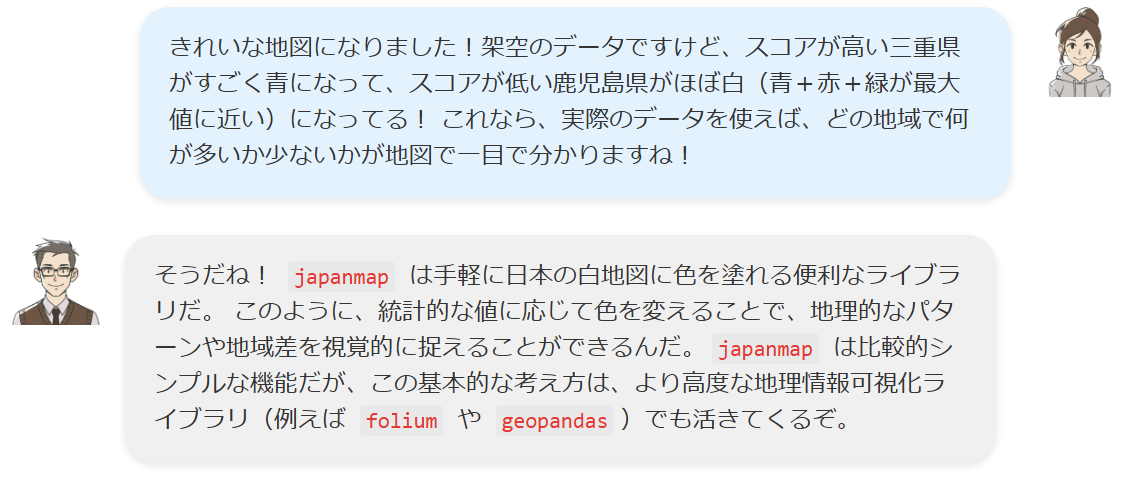 きれいな地図になりました！架空のデータですけど、スコアが高い三重県
がすごく青になって、スコアが低い鹿児島県がほぼ白（青＋赤＋緑が最大
値に近い）になってる！ これなら、実際のデータを使えば、どの地域で何
が多いか少ないかが地図で一目で分かりますね！
そうだね！ japanmap は手軽に日本の白地図に色を塗れる便利なライブラ
リだ。 このように、統計的な値に応じて色を変えることで、地理的なパタ
ーンや地域差を視覚的に捉えることができるんだ。 japanmap は比較的シ
ンプルな機能だが、この基本的な考え方は、より高度な地理情報可視化ラ
イブラリ（例えば folium や geopandas ）でも活きてくるぞ。